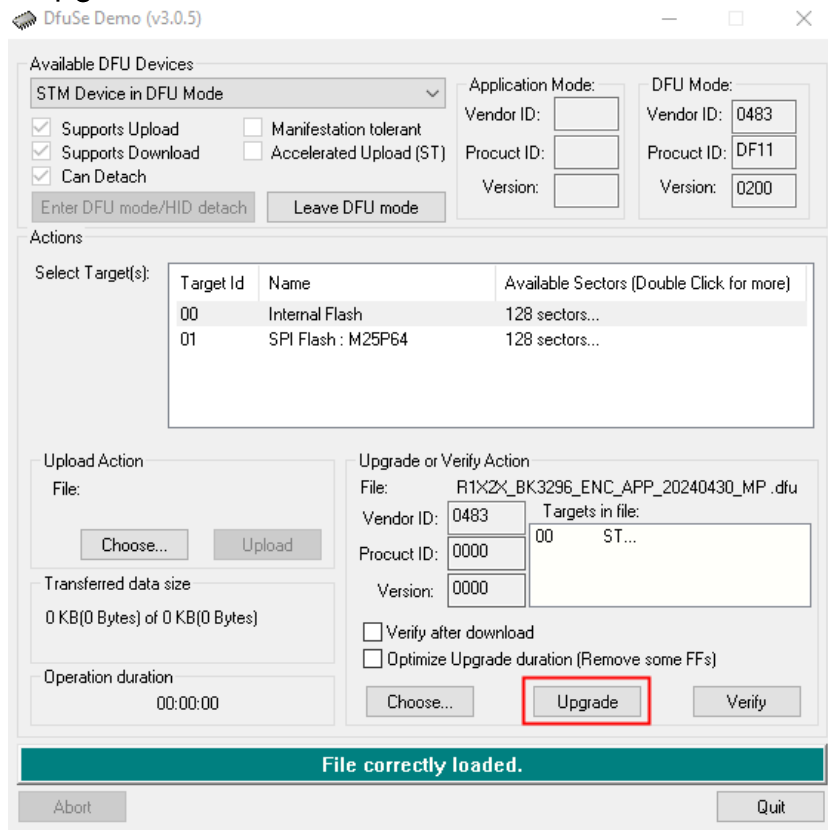 DfuSe Demo (v3.0.5)
Available DFU Devices
STM Device in DFU Mode
Supports Upload
Manifestation tolerant
Supports Download
Accelerated Upload (ST)
Can Detach
Enter DFU mode/HID detach
Leave DFU mode
Application Mode:
Vendor ID:
Procuct ID:
Version:
DFU Mode:
Vendor ID: 0483
Procuct ID: DF11
Version: 0200
Actions
Select Target(s):
Target Id Name Available Sectors (Double Click for more)
00 Internal Flash 128 sectors...
01 SPI Flash : M25P64 128 sectors...
Upload Action
File:
Choose... Upload
Transferred data size
0 KB(0 Bytes) of 0 KB(0 Bytes)
Operation duration
00:00:00
Upgrade or Verify Action
File: R1X2X_BK3296_ENC_APP_20240430_MP .dfu
Vendor ID: 0483
Procuct ID: 0000
Version: 0000
Targets in file:
00 ST...
Verify after download
Optimize Upgrade duration (Remove some FFs)
Choose... Upgrade Verify
File correctly loaded.
Abort Quit